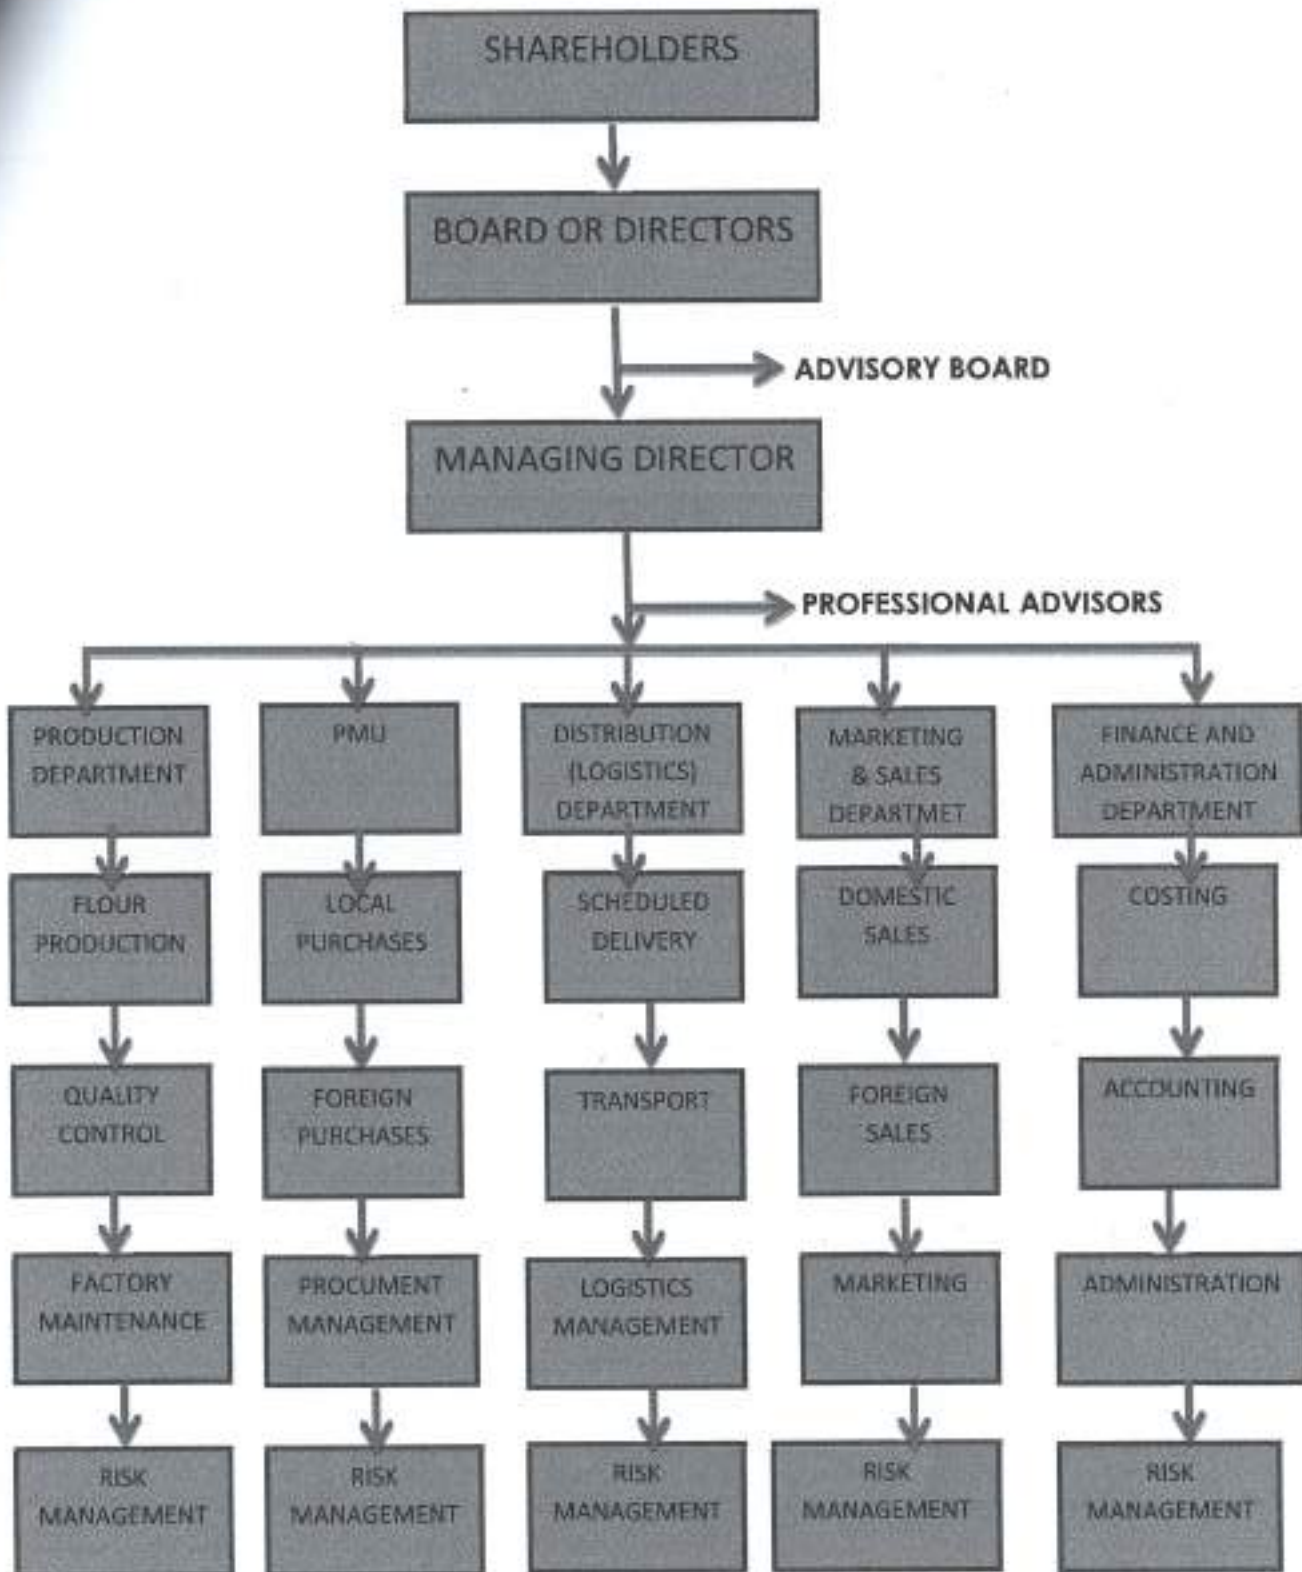 SHAREHOLDERS
BOARD OR DIRECTORS
ADVISORY BOARD
MANAGING DIRECTOR
PROFESSIONAL ADVISORS
PRODUCTION
DEPARTMENT
PMU
DISTRIBUTION
(LOGISTICS)
DEPARTMENT
MARKETING
& SALES
DEPARTMET
FINANCE AND
ADMINISTRATION
DEPARTMENT
FLOUR
PRODUCTION
LOCAL
PURCHASES
SCHEDULED
DELIVERY
DOMESTIC
SALES
COSTING
QUALITY
CONTROL
FOREIGN
PURCHASES
TRANSPORT
FOREIGN
SALES
ACCOUNTING
FACTORY
MAINTENANCE
PROCUMENT
MANAGEMENT
LOGISTICS
MANAGEMENT
MARKETING
ADMINISTRATION
RISK
MANAGEMENT
RISK
MANAGEMENT
RISK
MANAGEMENT
RISK
MANAGEMENT
RISK
MANAGEMENT